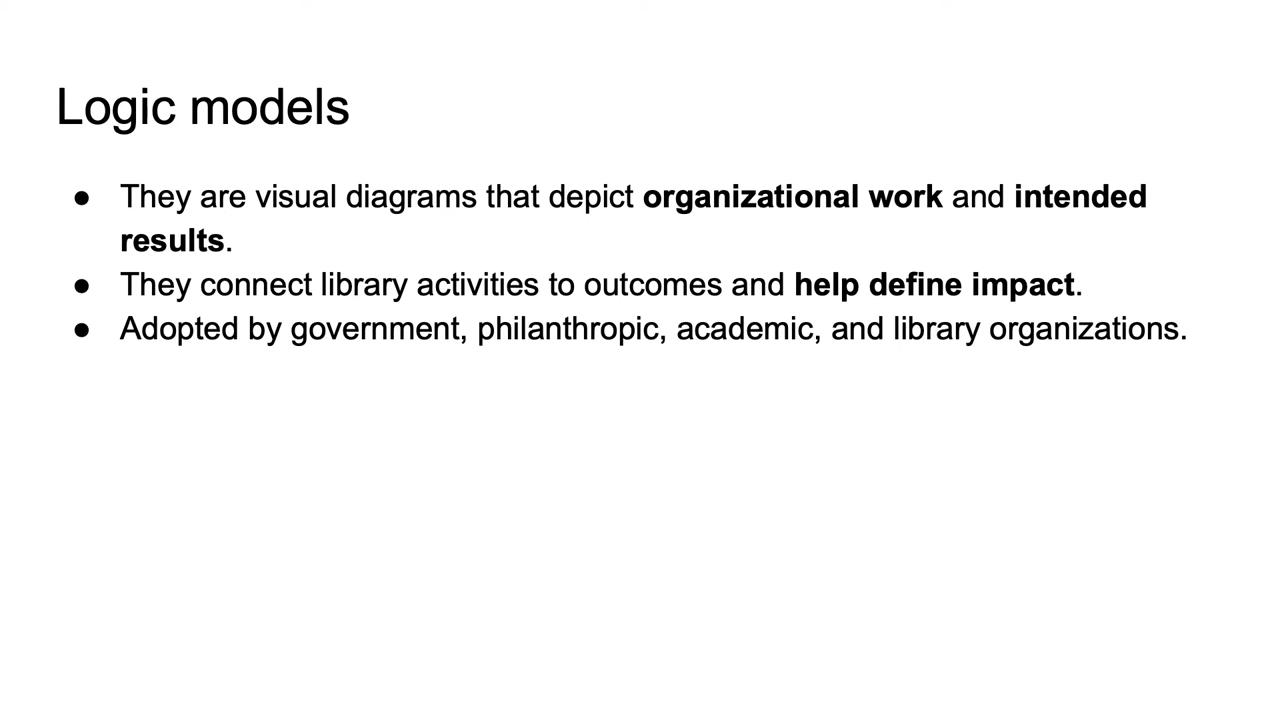 Logic models
● They are visual diagrams that depict organizational work and intended
results.
● They connect library activities to outcomes and help define impact.
● Adopted by government, philanthropic, academic, and library organizations.